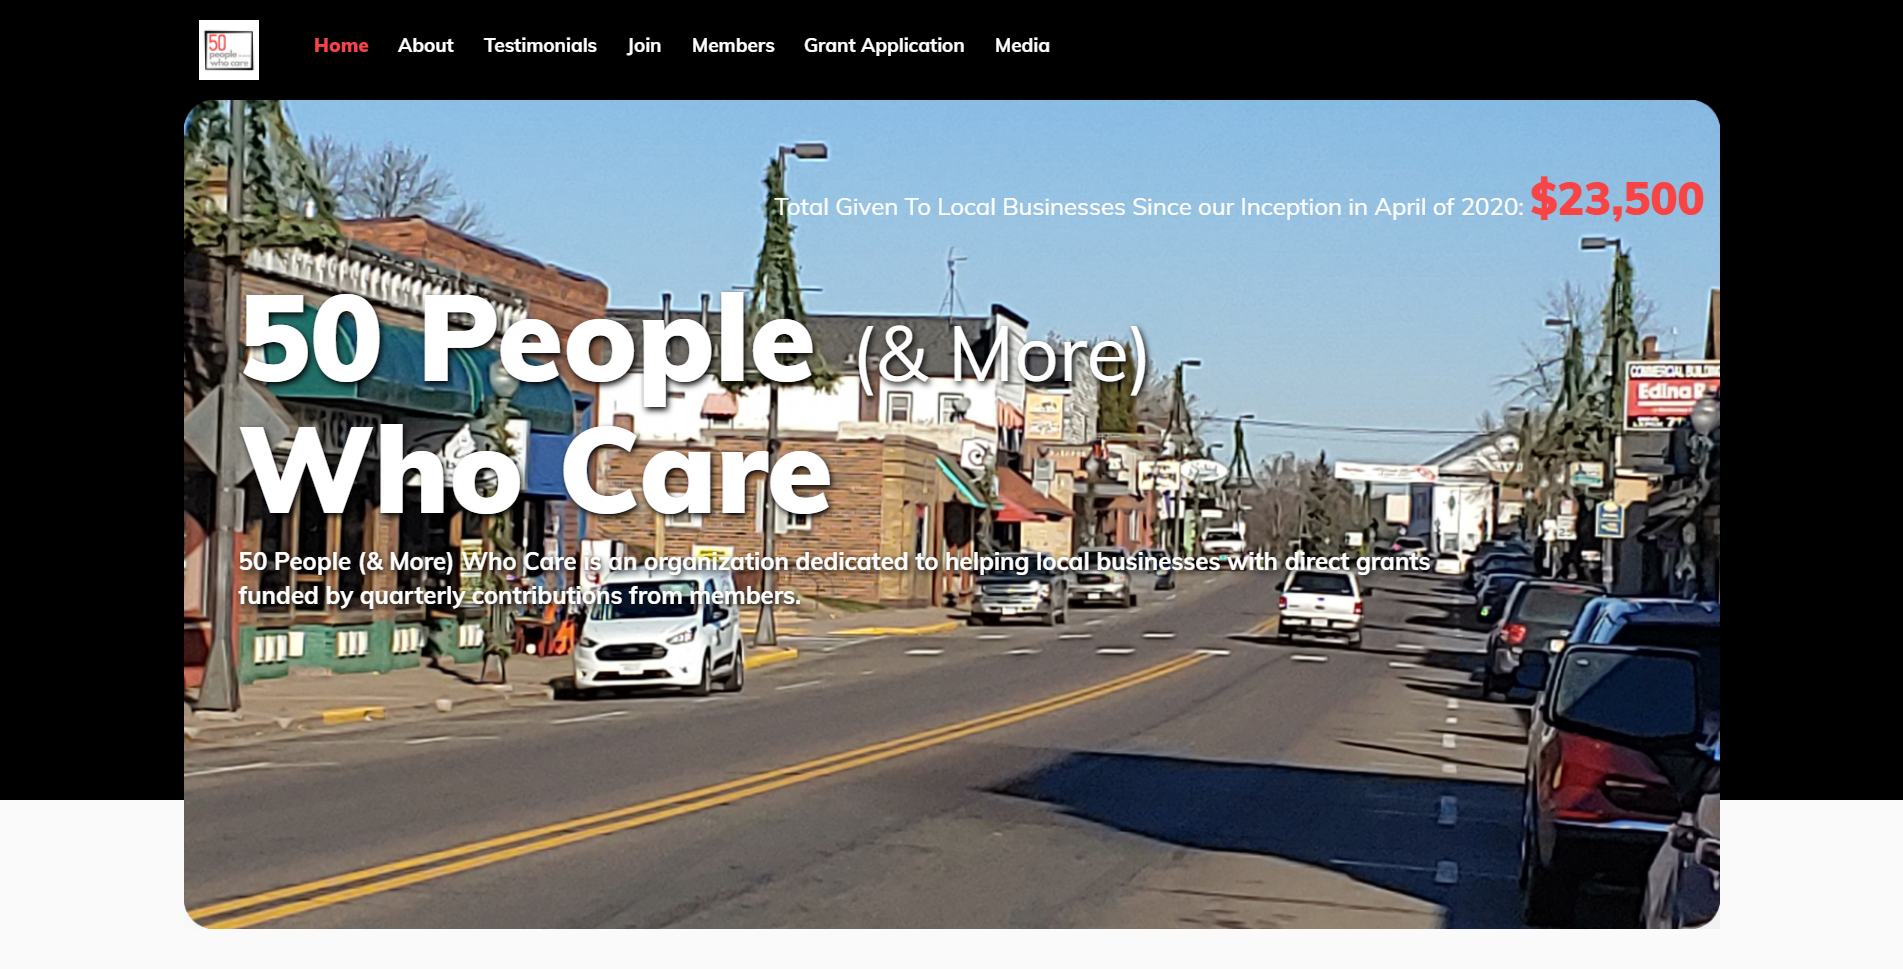 50
people
who care
Home About Testimonials Join Members Grant Application Media
Total Given To Local Businesses Since our Inception in April of 2020: $23,500
50 People (& More)
Who Care
50 People (& More) Who Care is an organization dedicated to helping local businesses with direct grants
funded by quarterly contributions from members.
COMMERCIAL BUILDING
Edina R